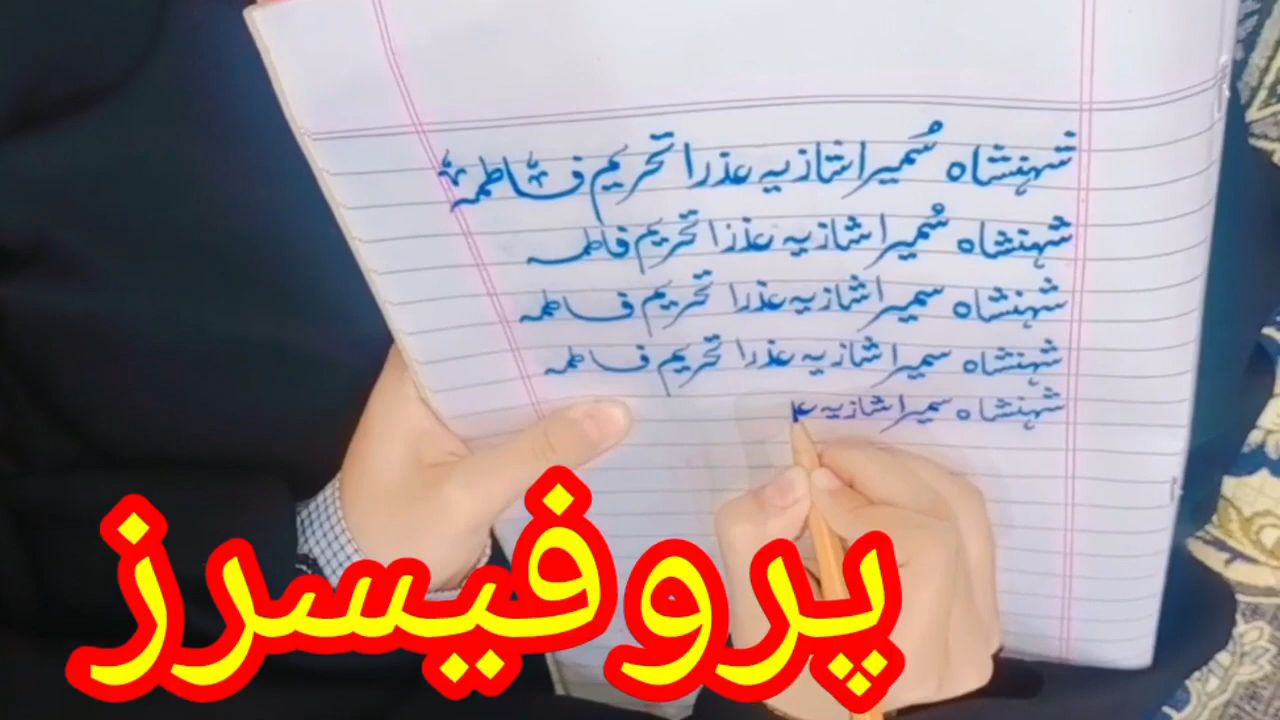 شہنشاہ سُمیرا شازیہ عذرا تحریم فاطمہ
شہنشاہ سُمیرا شازیہ عذرا تحریم فاطمہ
شہنشاہ سمیرا شازیہ عذرا تحریم فاطمہ
شہنشاہ سمیرا شازیہ عذرا تحریم فاطمہ
شہنشاہ سمیرا شازیہ ع
پروفیسرز